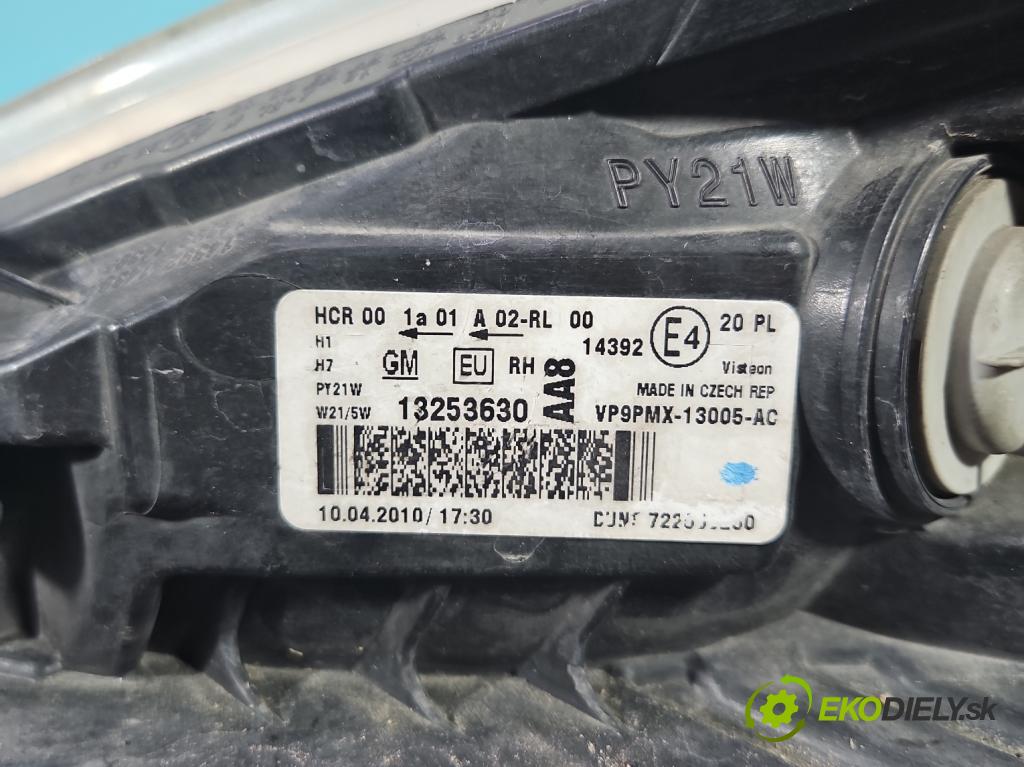 PY21W
HCR 00 1a 01 A 02-RL 00
14392 E4 20 PL
H1
H7 GM EU RH AA8 Visteon
PY21W MADE IN CZECH REP
W21/5W 13253630 VP9PMX-13005-AC
10.04.2010/ 17:30
EKODIELY.sk